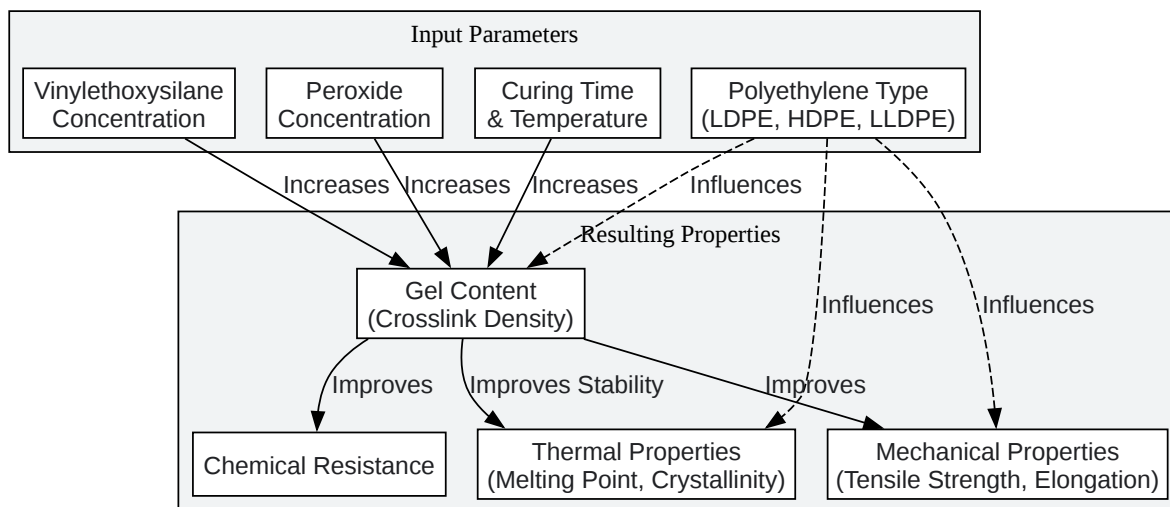 Input Parameters
Vinylethoxysilane
Concentration
Peroxide
Concentration
Curing Time
& Temperature
Polyethylene Type
(LDPE, HDPE, LLDPE)
Increases
Increases
Increases
Influences
Resulting Properties
Gel Content
(Crosslink Density)
Influences
Influences
Improves
Improves Stability
Improves
Chemical Resistance
Thermal Properties
(Melting Point, Crystallinity)
Mechanical Properties
(Tensile Strength, Elongation)